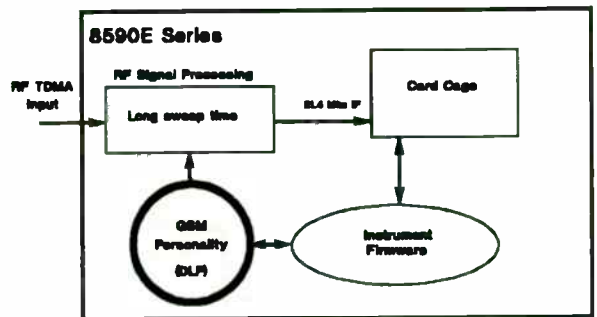 8590E Series
RF TDMA
Input
RF Signal Processing
Long sweep time
21.4 MHz IF
Card Cage
GSM
Personality
(DLP)
Instrument
Firmware